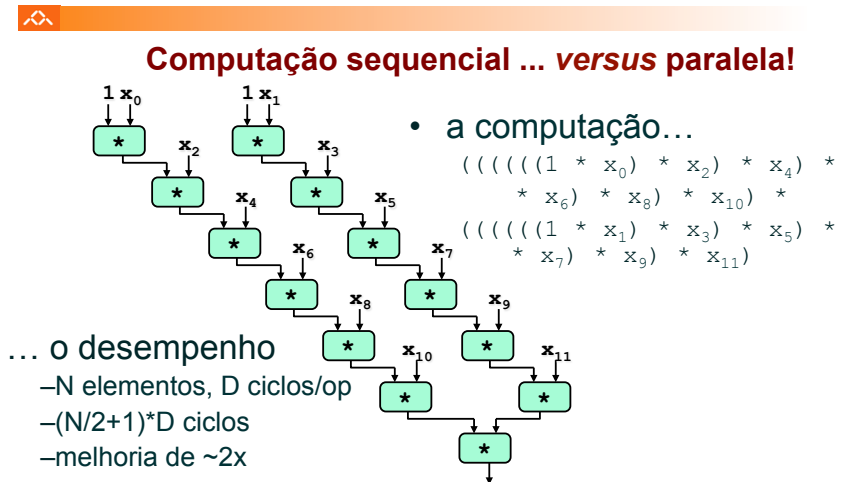 Computação sequencial ... versus paralela!
1 x₀
1 x₁
*
*
x₂
x₃
*
*
x₄
x₅
*
*
x₆
x₇
*
*
x₈
x₉
*
*
x₁₀
x₁₁
*
*
*
• a computação…
((((((1 * x₀) * x₂) * x₄) *
* x₆) * x₈) * x₁₀) *
((((((1 * x₁) * x₃) * x₅) *
* x₇) * x₉) * x₁₁)
… o desempenho
–N elementos, D ciclos/op
–(N/2+1)*D ciclos
–melhoria de ~2x